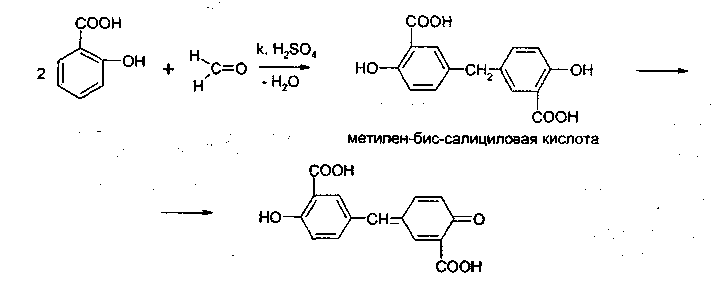 COOH
2 OH + H H C=O к, H2SO4 - H2O
COOH
HO CH2 OH
COOH
метилен-бис-салициловая кислота
COOH
HO CH O
COOH